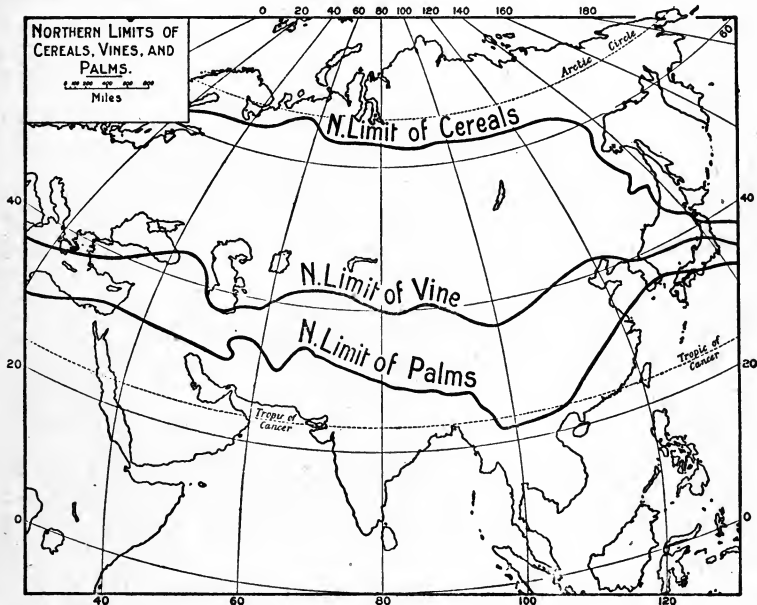 0 20 40 60 80 100 120 140 160 180
NORTHERN LIMITS OF
CEREALS, VINES, AND
PALMS.
Miles
60
Arctic Circle
N. Limit of Cereals
40
40
N. Limit of Vine
N. Limit of Palms
20
20
Tropic of
Cancer
Tropic of
Cancer
0
0
40 60 80 100 120